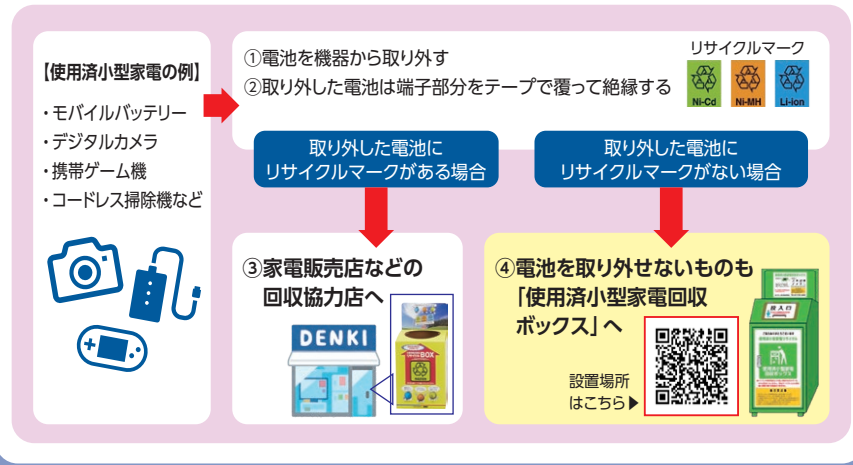 【使用済小型家電の例】
・モバイルバッテリー
・デジタルカメラ
・携帯ゲーム機
・コードレス掃除機など
①電池を機器から取り外す
②取り外した電池は端子部分をテープで覆って絶縁する
リサイクルマーク
Ni-Cd
Ni-MH
Li-ion
取り外した電池に
リサイクルマークがある場合
取り外した電池に
リサイクルマークがない場合
③家電販売店などの
回収協力店へ
DENKI
BOX
④電池を取り外せないものも
「使用済小型家電回収
ボックス」へ
設置場所
はこちら▶
投入口